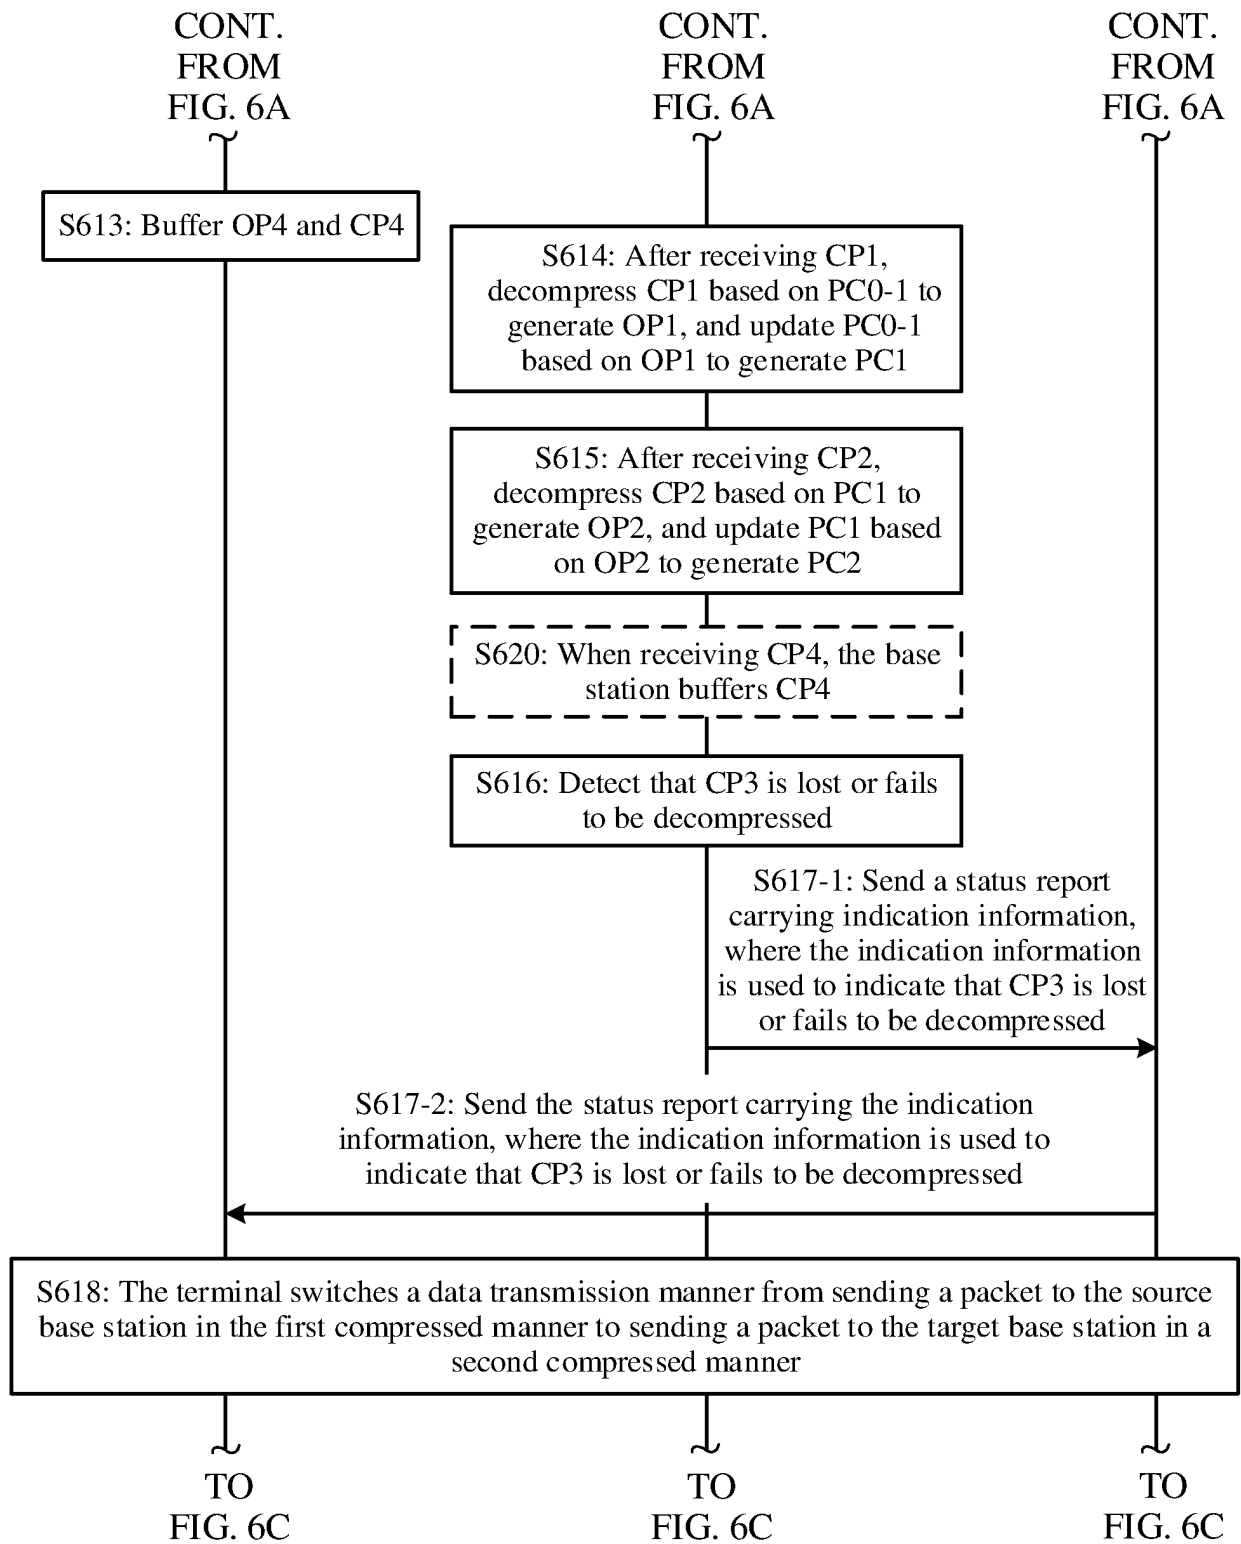 CONT.
FROM
FIG. 6A
CONT.
FROM
FIG. 6A
CONT.
FROM
FIG. 6A
S613: Buffer OP4 and CP4
S614: After receiving CP1,
decompress CP1 based on PC0-1 to
generate OP1, and update PC0-1
based on OP1 to generate PC1
S615: After receiving CP2,
decompress CP2 based on PC1 to
generate OP2, and update PC1 based
on OP2 to generate PC2
S620: When receiving CP4, the base
station buffers CP4
S616: Detect that CP3 is lost or fails
to be decompressed
S617-1: Send a status report
carrying indication information,
where the indication information
is used to indicate that CP3 is lost
or fails to be decompressed
S617-2: Send the status report carrying the indication
information, where the indication information is used to
indicate that CP3 is lost or fails to be decompressed
S618: The terminal switches a data transmission manner from sending a packet to the source
base station in the first compressed manner to sending a packet to the target base station in a
second compressed manner
TO
FIG. 6C
TO
FIG. 6C
TO
FIG. 6C